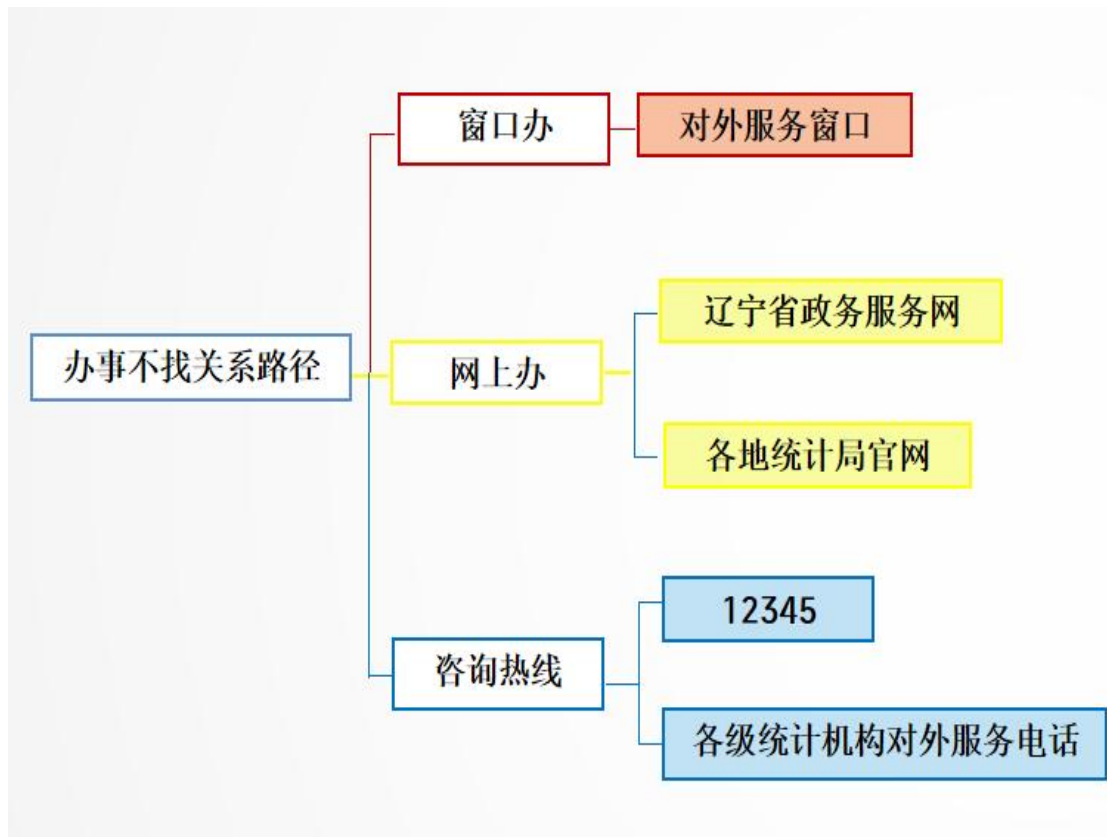 窗口办
对外服务窗口
辽宁省政务服务网
办事不找关系路径
网上办
各地统计局官网
12345
咨询热线
各级统计机构对外服务电话